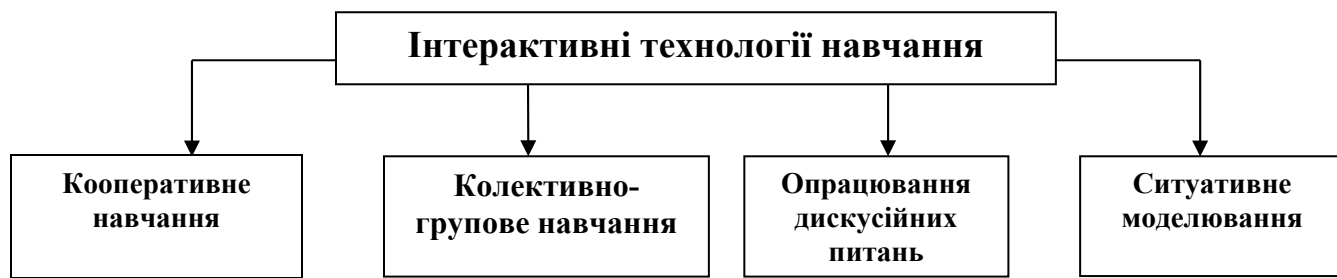 Інтерактивні технології навчання
Кооперативне
навчання
Колективно-
групове навчання
Опрацювання
дискусійних
питань
Ситуативне
моделювання